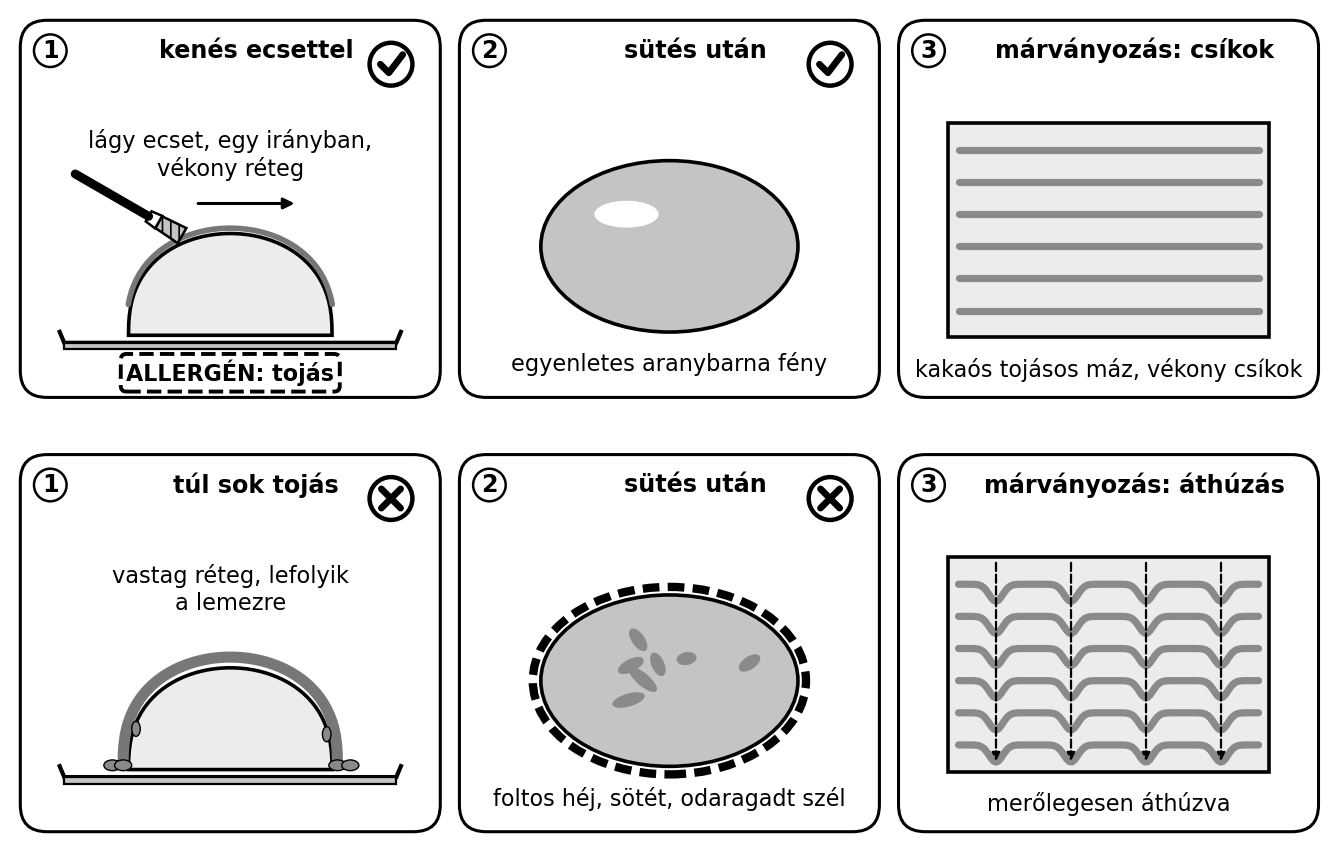 1 kenés ecsettel
lágy ecset, egy irányban,
vékony réteg
ALLERGÉN: tojás
2 sütés után
egyenletes aranybarna fény
3 márványozás: csíkok
kakaós tojásos máz, vékony csíkok
1 túl sok tojás
vastag réteg, lefolyik
a lemezre
2 sütés után
foltos héj, sötét, odaragadt szél
3 márványozás: áthúzás
merőlegesen áthúzva